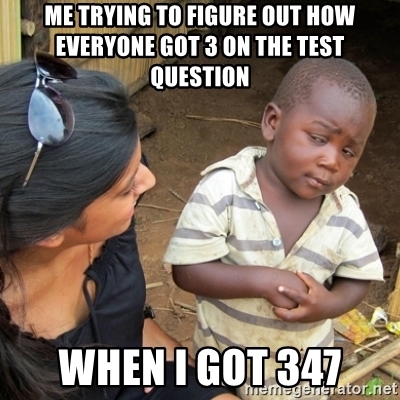 ME TRYING TO FIGURE OUT HOW
EVERYONE GOT 3 ON THE TEST
QUESTION
WHEN I GOT 347
memegenerator.net